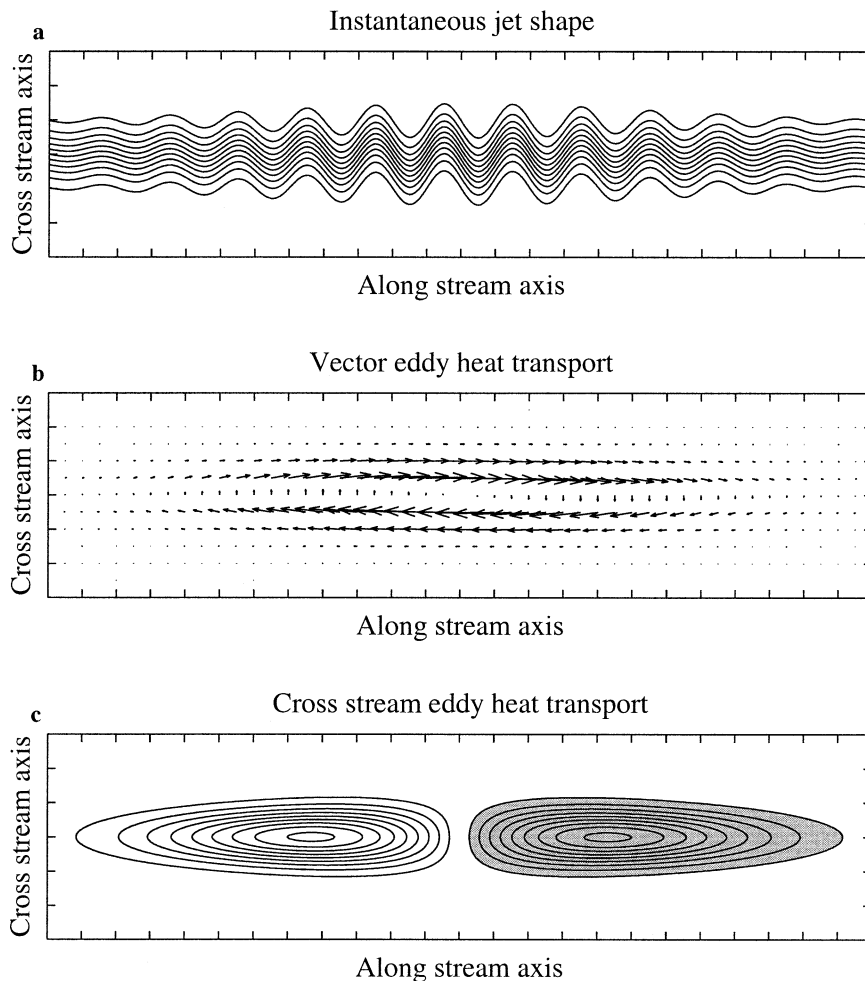 Instantaneous jet shape
a
Cross stream axis
Along stream axis
Vector eddy heat transport
b
Cross stream axis
Along stream axis
Cross stream eddy heat transport
c
Cross stream axis
Along stream axis